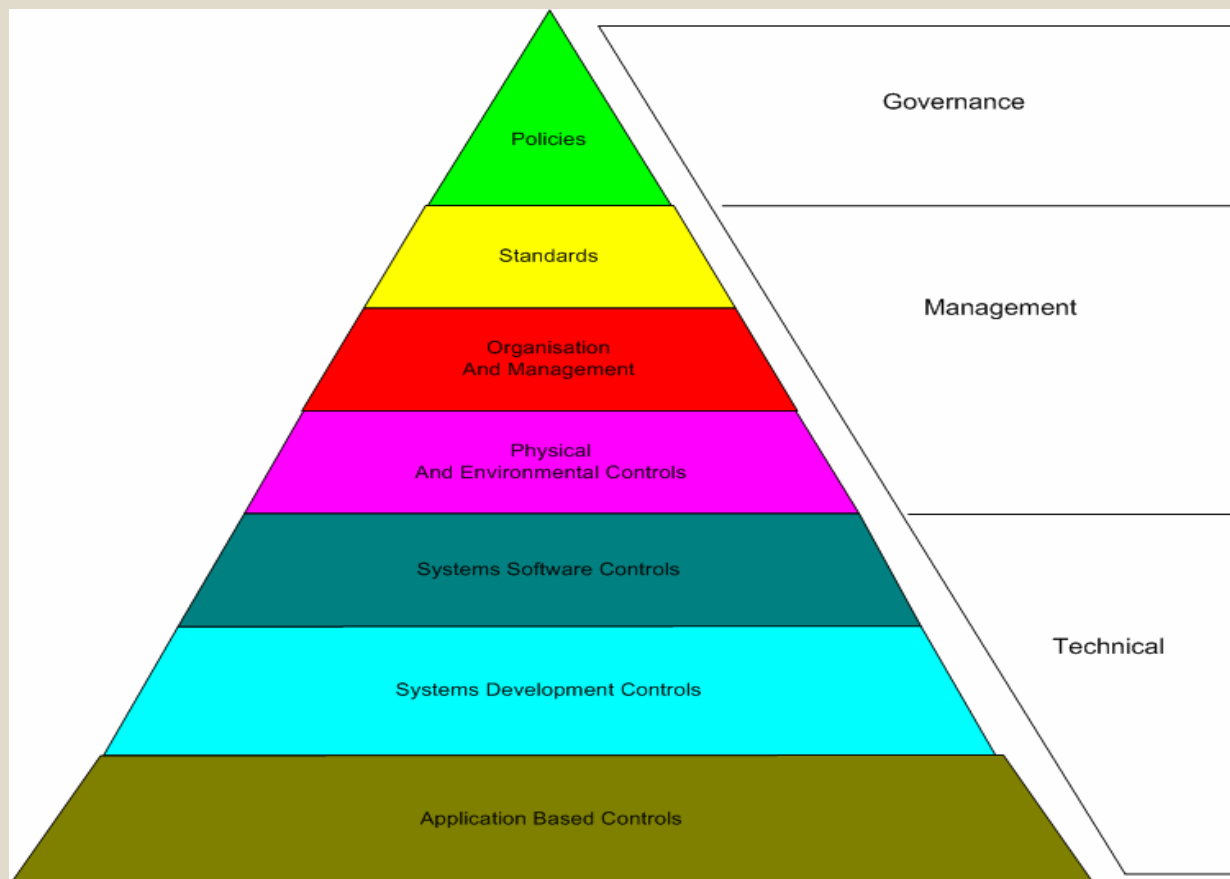 Policies
Governance
Standards
Management
Organisation
And Management
Physical
And Environmental Controls
Systems Software Controls
Technical
Systems Development Controls
Application Based Controls